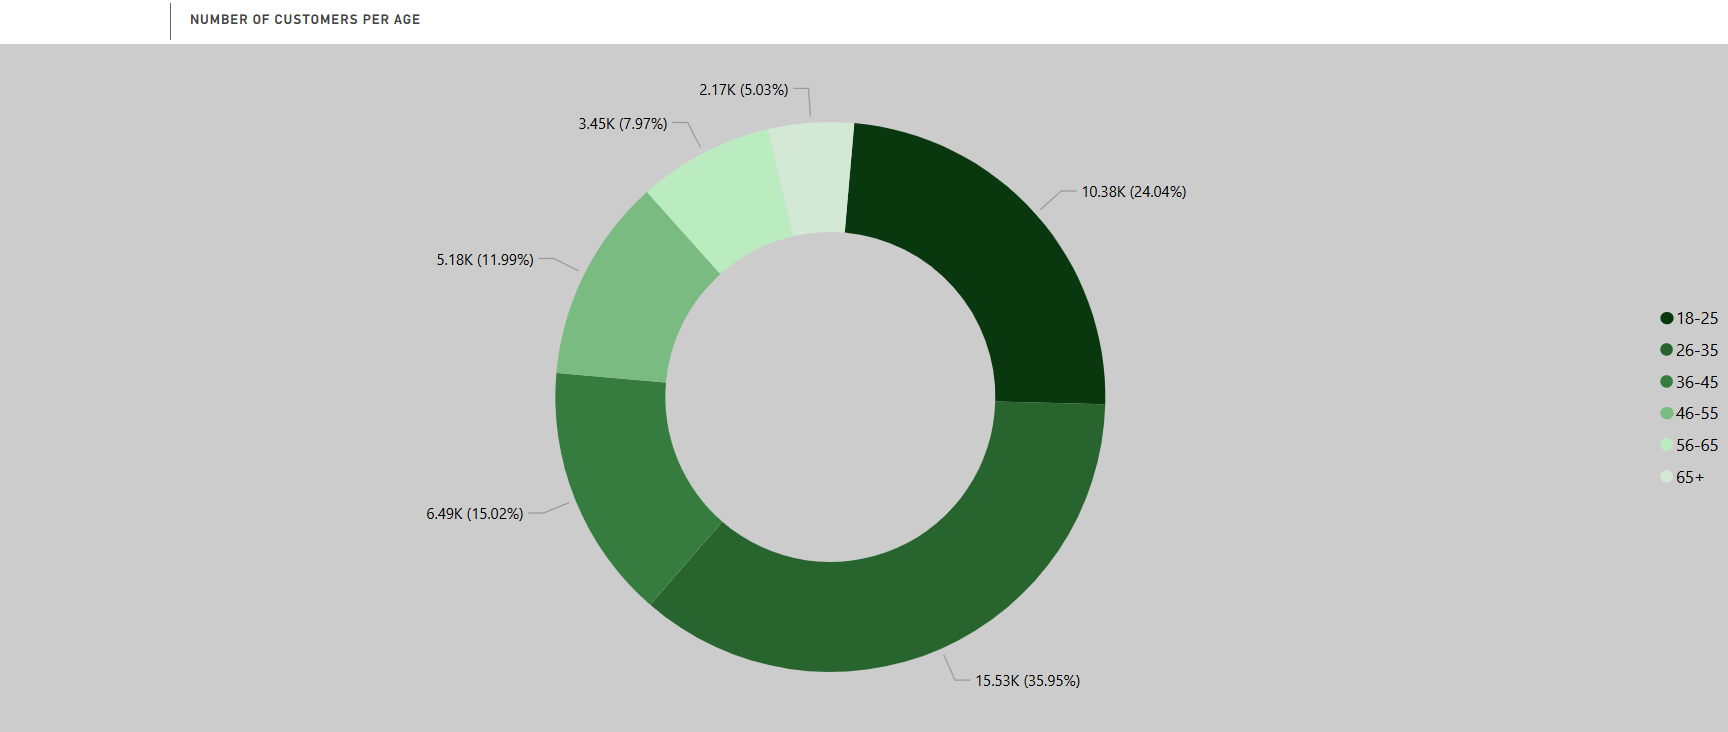 NUMBER OF CUSTOMERS PER AGE
2.17K (5.03%)
3.45K (7.97%)
10.38K (24.04%)
5.18K (11.99%)
6.49K (15.02%)
15.53K (35.95%)
18-25
26-35
36-45
46-55
56-65
65+